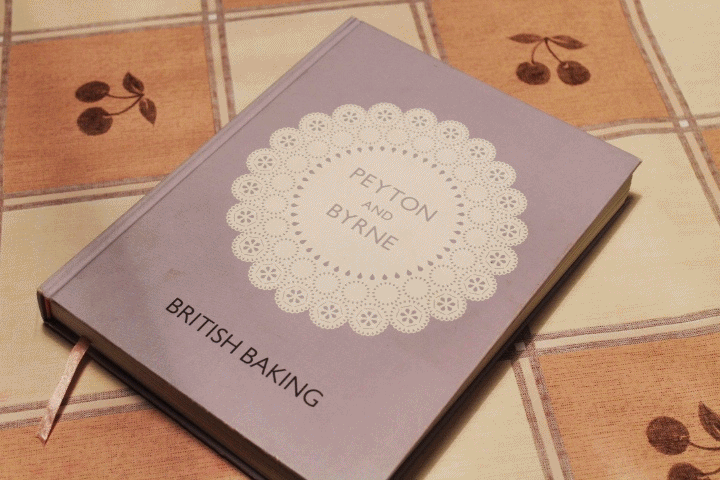 PEYTON
AND
BYRNE
BRITISH BAKING